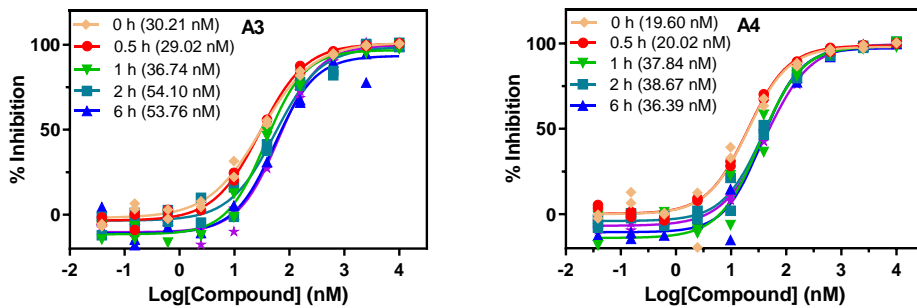 A3
0 h (30.21 nM)
0.5 h (29.02 nM)
1 h (36.74 nM)
2 h (54.10 nM)
6 h (53.76 nM)
% Inhibition
100
50
0
-2 -1 0 1 2 3 4 5
Log[Compound] (nM)
A4
0 h (19.60 nM)
0.5 h (20.02 nM)
1 h (37.84 nM)
2 h (38.67 nM)
6 h (36.39 nM)
% Inhibition
100
50
0
-2 -1 0 1 2 3 4 5
Log[Compound] (nM)